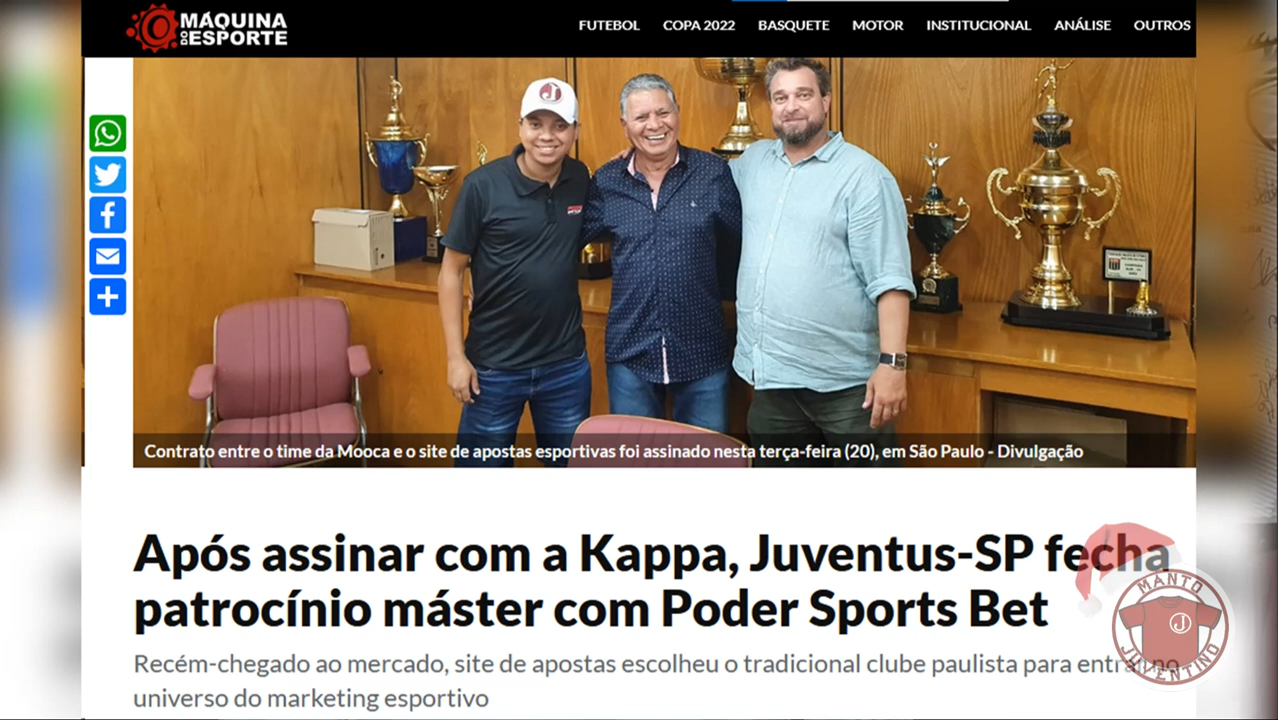 MÁQUINA
DO ESPORTE
FUTEBOL COPA 2022 BASQUETE MOTOR INSTITUCIONAL ANÁLISE OUTROS
J
Contrato entre o time da Mooca e o site de apostas esportivas foi assinado nesta terça-feira (20), em São Paulo - Divulgação
Após assinar com a Kappa, Juventus-SP fecha
patrocínio máster com Poder Sports Bet
Recém-chegado ao mercado, site de apostas escolheu o tradicional clube paulista para entrar no
universo do marketing esportivo
MANTO
J
JUVENTINO